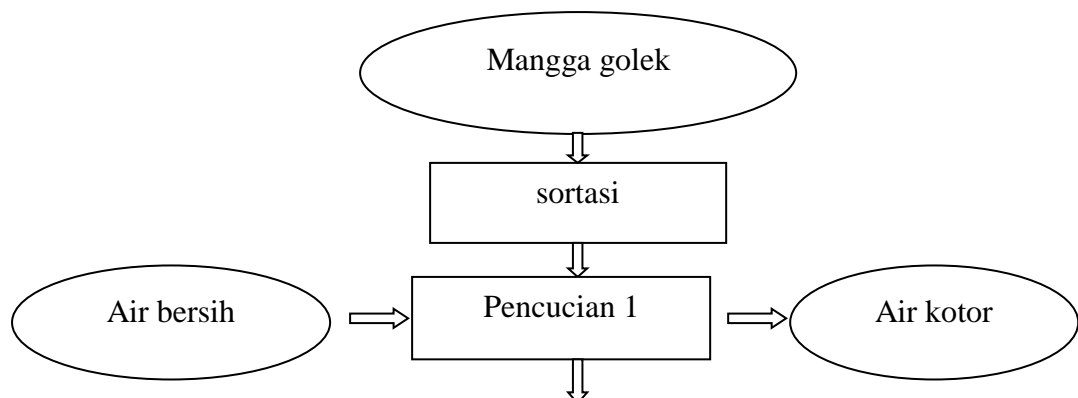 Mangga golek
sortasi
Air bersih
Pencucian 1
Air kotor